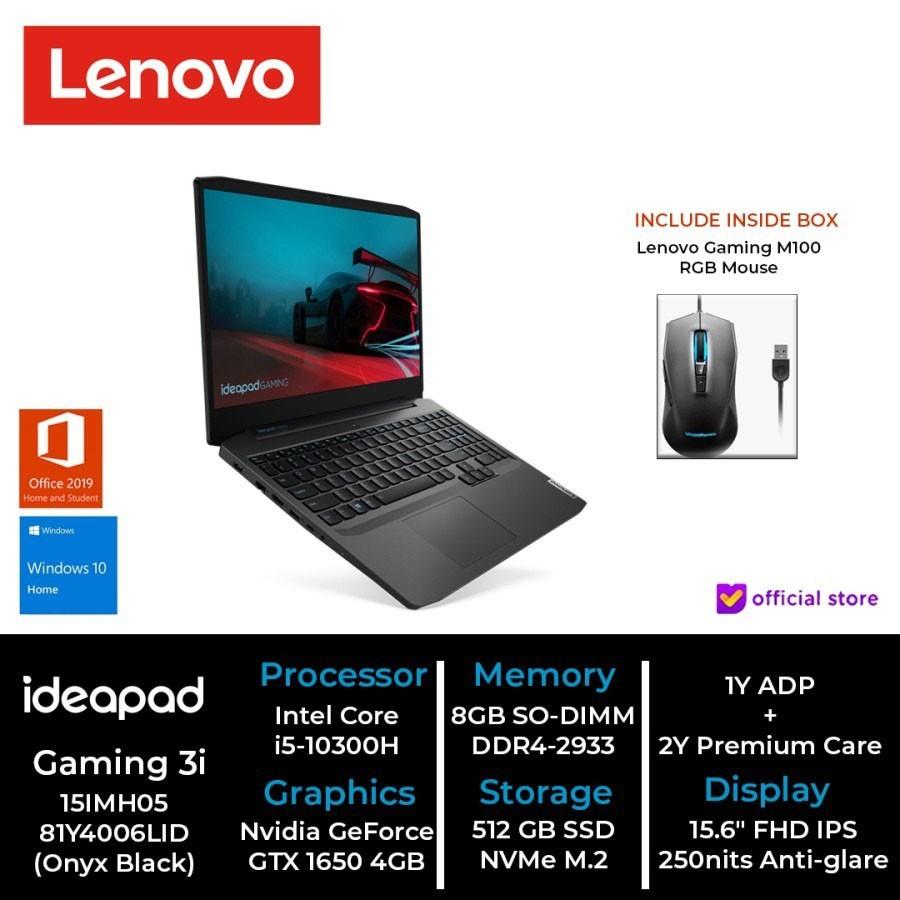 Lenovo
INCLUDE INSIDE BOX
Lenovo Gaming M100
RGB Mouse
ideapadGAMING
Office 2019
Home and Student
Windows
Windows 10
Home
official store
ideapad
Gaming 3i
15IMH05
81Y4006LID
(Onyx Black)
Processor
Intel Core
i5-10300H
Graphics
Nvidia GeForce
GTX 1650 4GB
Memory
8GB SO-DIMM
DDR4-2933
Storage
512 GB SSD
NVMe M.2
1Y ADP
+
2Y Premium Care
Display
15.6" FHD IPS
250nits Anti-glare